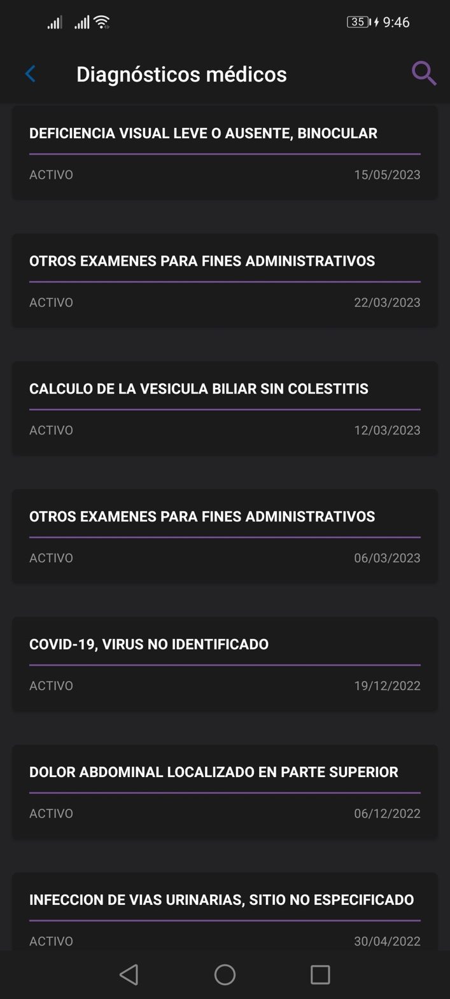 35 9:46
Diagnósticos médicos
DEFICIENCIA VISUAL LEVE O AUSENTE, BINOCULAR
ACTIVO 15/05/2023
OTROS EXAMENES PARA FINES ADMINISTRATIVOS
ACTIVO 22/03/2023
CALCULO DE LA VESICULA BILIAR SIN COLESTITIS
ACTIVO 12/03/2023
OTROS EXAMENES PARA FINES ADMINISTRATIVOS
ACTIVO 06/03/2023
COVID-19, VIRUS NO IDENTIFICADO
ACTIVO 19/12/2022
DOLOR ABDOMINAL LOCALIZADO EN PARTE SUPERIOR
ACTIVO 06/12/2022
INFECCION DE VIAS URINARIAS, SITIO NO ESPECIFICADO
ACTIVO 30/04/2022